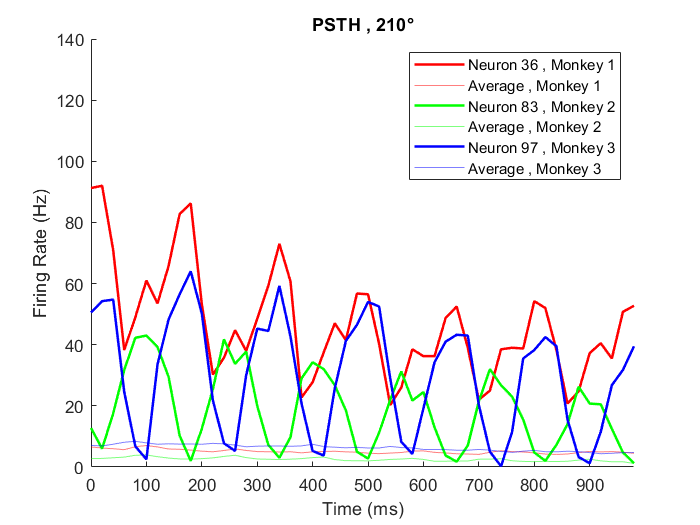 PSTH , 210°
140
120
100
80
60
40
20
0
Firing Rate (Hz)
Neuron 36 , Monkey 1
Average , Monkey 1
Neuron 83 , Monkey 2
Average , Monkey 2
Neuron 97 , Monkey 3
Average , Monkey 3
0 100 200 300 400 500 600 700 800 900
Time (ms)